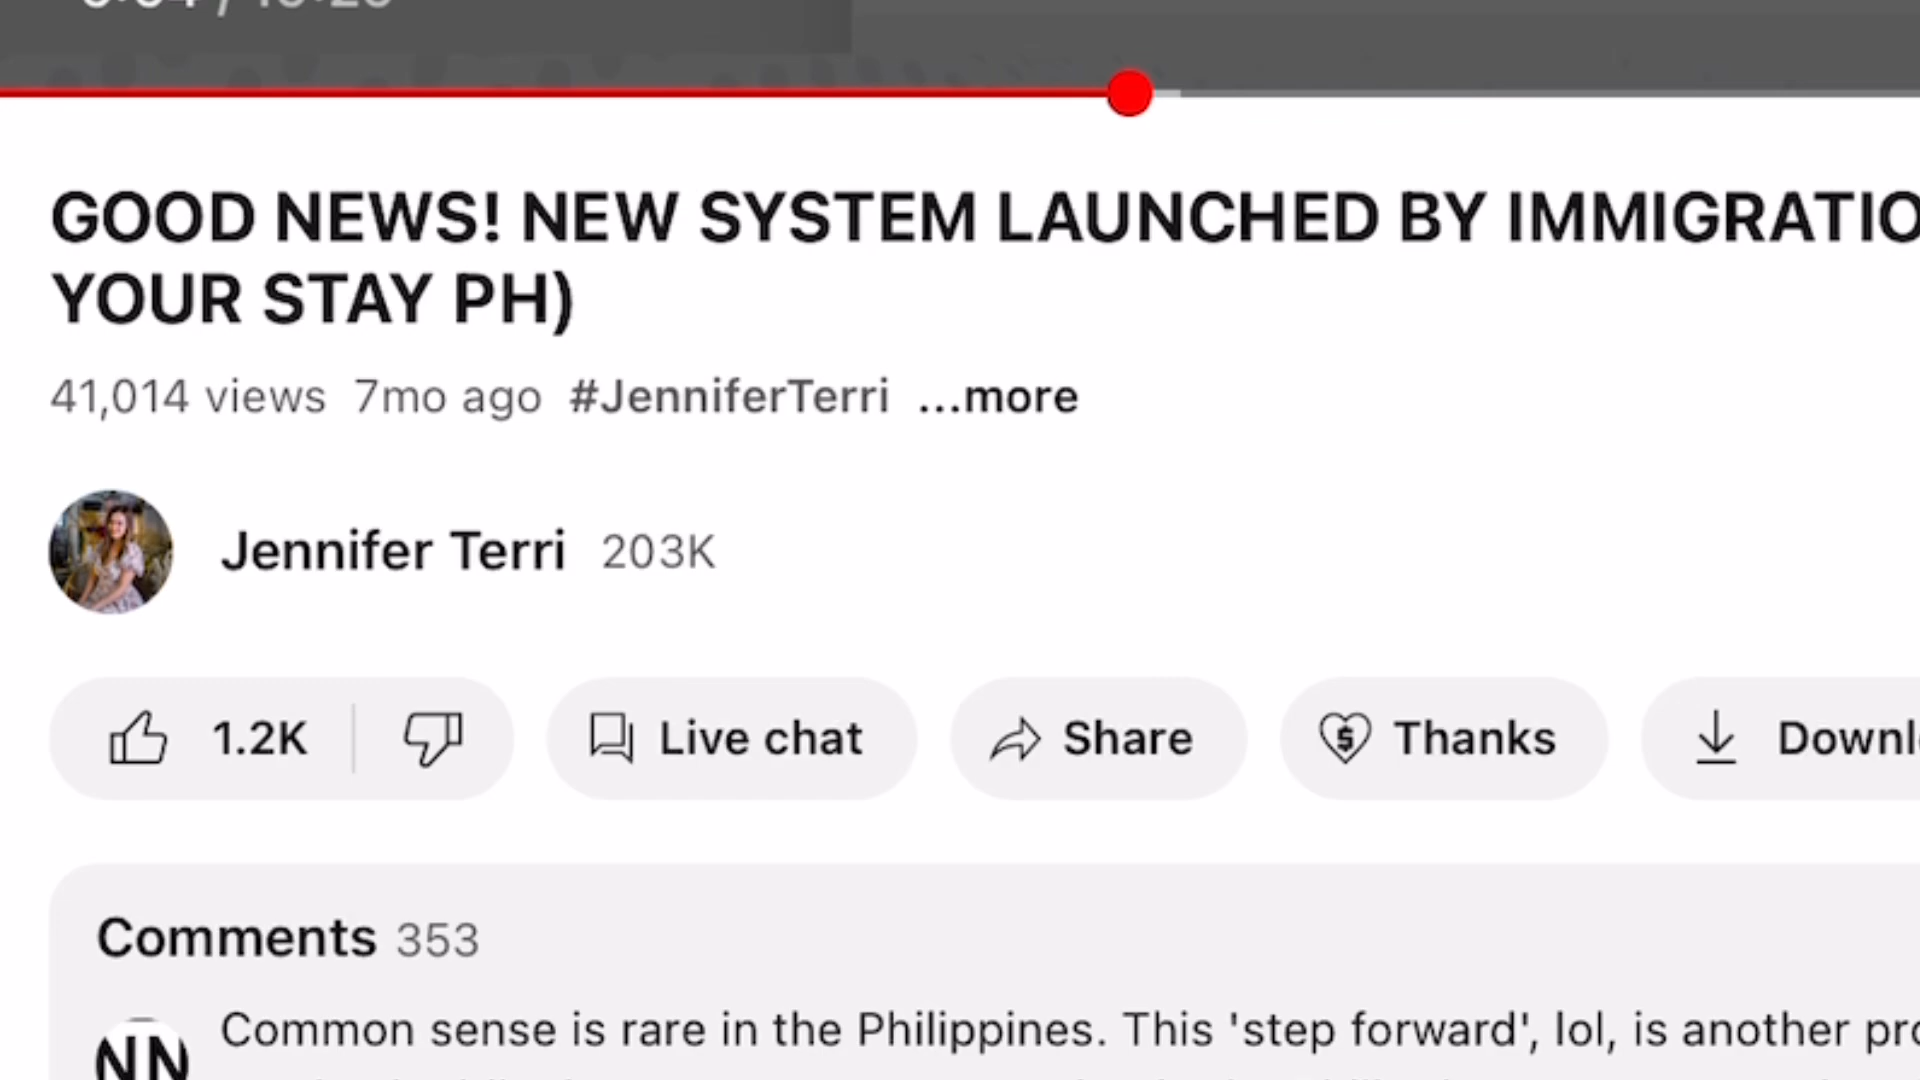 GOOD NEWS! NEW SYSTEM LAUNCHED BY IMMIGRATIO
YOUR STAY PH)
41,014 views 7mo ago #JenniferTerri ...more
Jennifer Terri 203K
1.2K Live chat Share Thanks Downl
Comments 353
NN Common sense is rare in the Philippines. This 'step forward', lol, is another pro